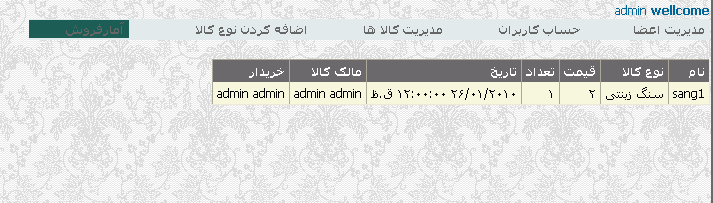 admin wellcome
مدیریت اعضا حساب کاربران مدیریت کالا ها اضافه کردن نوع کالا آمارفروش
نام نوع کالا قیمت تعداد تاریخ مالک کالا خریدار
sang1 سنگ زینتی ۲ ۱ ۲۶/۰۱/۲۰۱۰ ۱۲:۰۰:۰۰ ق.ظ admin admin admin admin